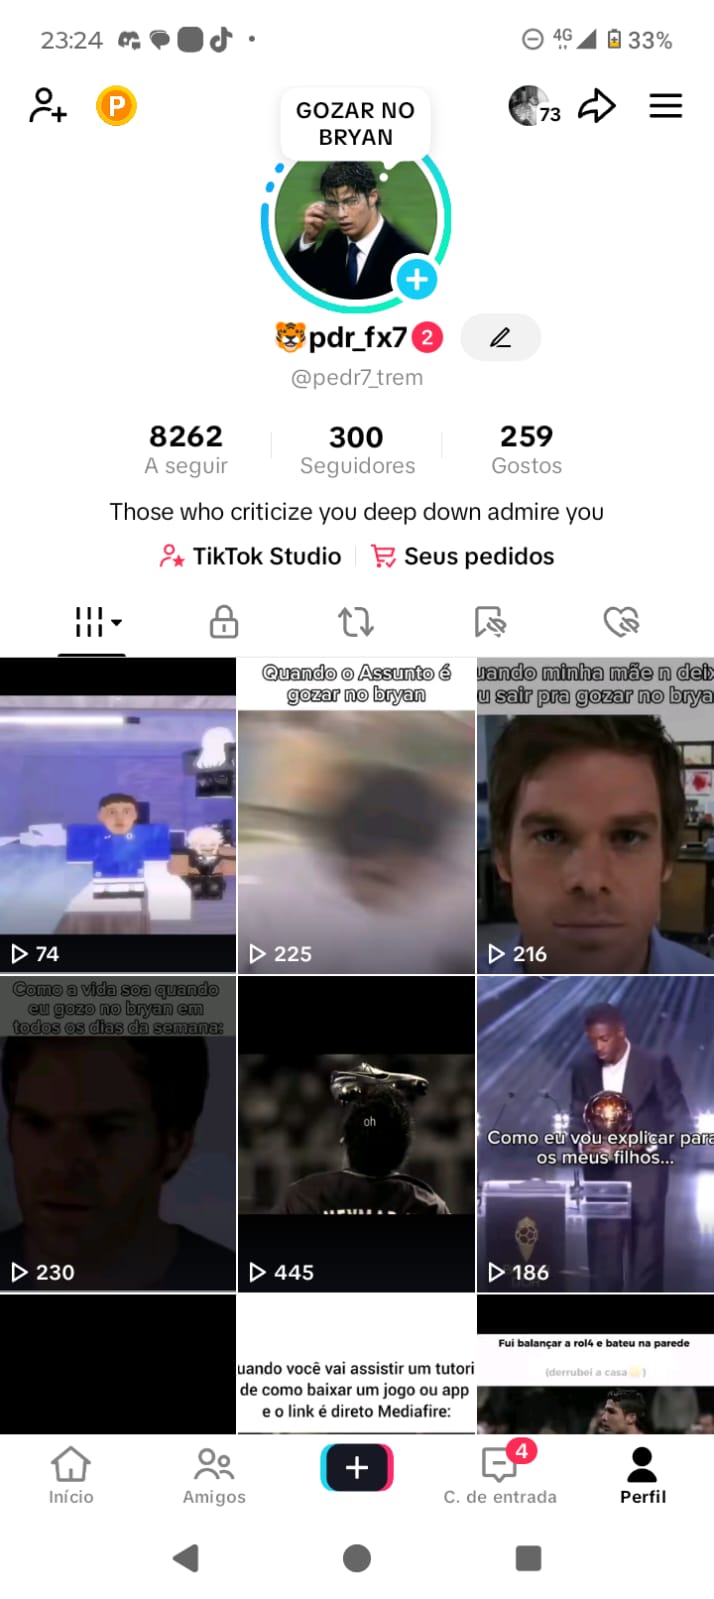 23:24
4G
33%
P
GOZAR NO
BRYAN
73
pdr_fx7
2
@pedr7_trem
8262
300
259
A seguir
Seguidores
Gostos
Those who criticize you deep down admire you
TikTok Studio
Seus pedidos
74
Quando o Assunto é
gozar no bryan
225
uando minha mãe n deix
u sair pra gozar no brya
216
Como a vida soa quando
eu gozo no bryan em
todos os dias da semana:
230
oh
NEYMAR
445
Como eu vou explicar para
os meus filhos...
186
uando você vai assistir um tutori
de como baixar um jogo ou app
e o link é direto Mediafire:
Fui balançar a rol4 e bateu na parede
(derrubei a casa)
Início
Amigos
C. de entrada
4
Perfil